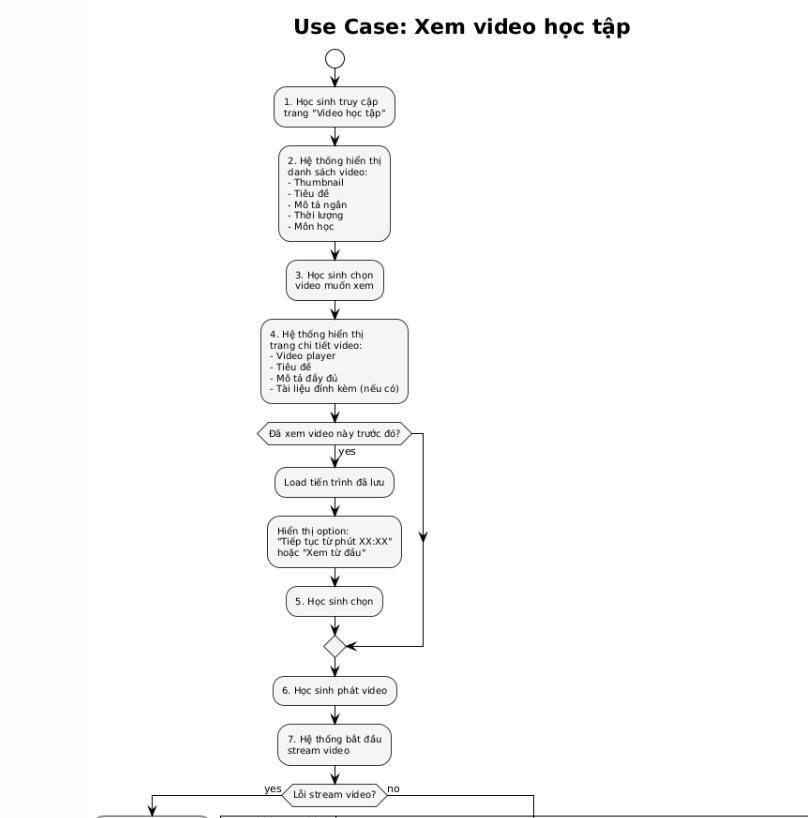 Use Case: Xem video học tập
1. Học sinh truy cập
trang "Video học tập"
2. Hệ thống hiển thị
danh sách video:
- Thumbnail
- Tiêu đề
- Mô tả ngắn
- Thời lượng
- Môn học
3. Học sinh chọn
video muốn xem
4. Hệ thống hiển thị
trang chi tiết video:
- Video player
- Tiêu đề
- Mô tả đầy đủ
- Tài liệu đính kèm (nếu có)
Đã xem video này trước đó?
yes
Load tiến trình đã lưu
Hiển thị option:
"Tiếp tục từ phút XX:XX"
hoặc "Xem từ đầu"
5. Học sinh chọn
6. Học sinh phát video
7. Hệ thống bắt đầu
stream video
yes
Lỗi stream video?
no